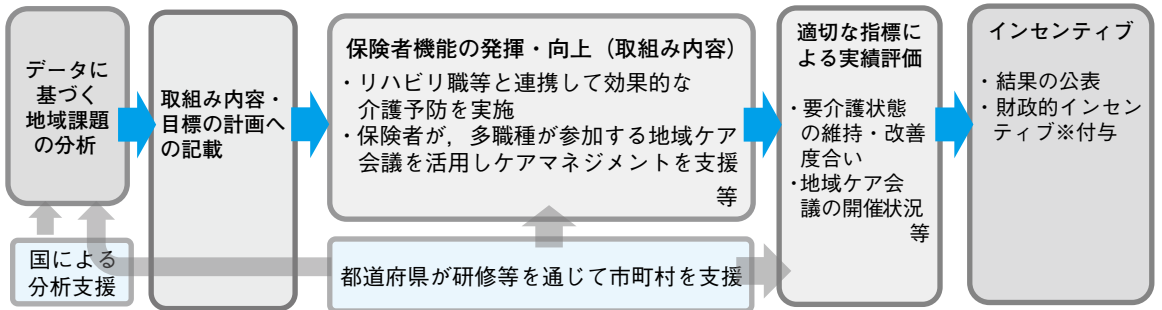 データに
基づく
地域課題
の分析
取組み内容・
目標の計画へ
の記載
保険者機能の発揮・向上（取組み内容）
・リハビリ職等と連携して効果的な
介護予防を実施
・保険者が，多職種が参加する地域ケア
会議を活用しケアマネジメントを支援
等
適切な指標
による実績評価
・要介護状態
の維持・改善
度合い
・地域ケア会
議の開催状況
等
インセンティブ
・結果の公表
・財政的インセン
ティブ※付与
国による
分析支援
都道府県が研修等を通じて市町村を支援